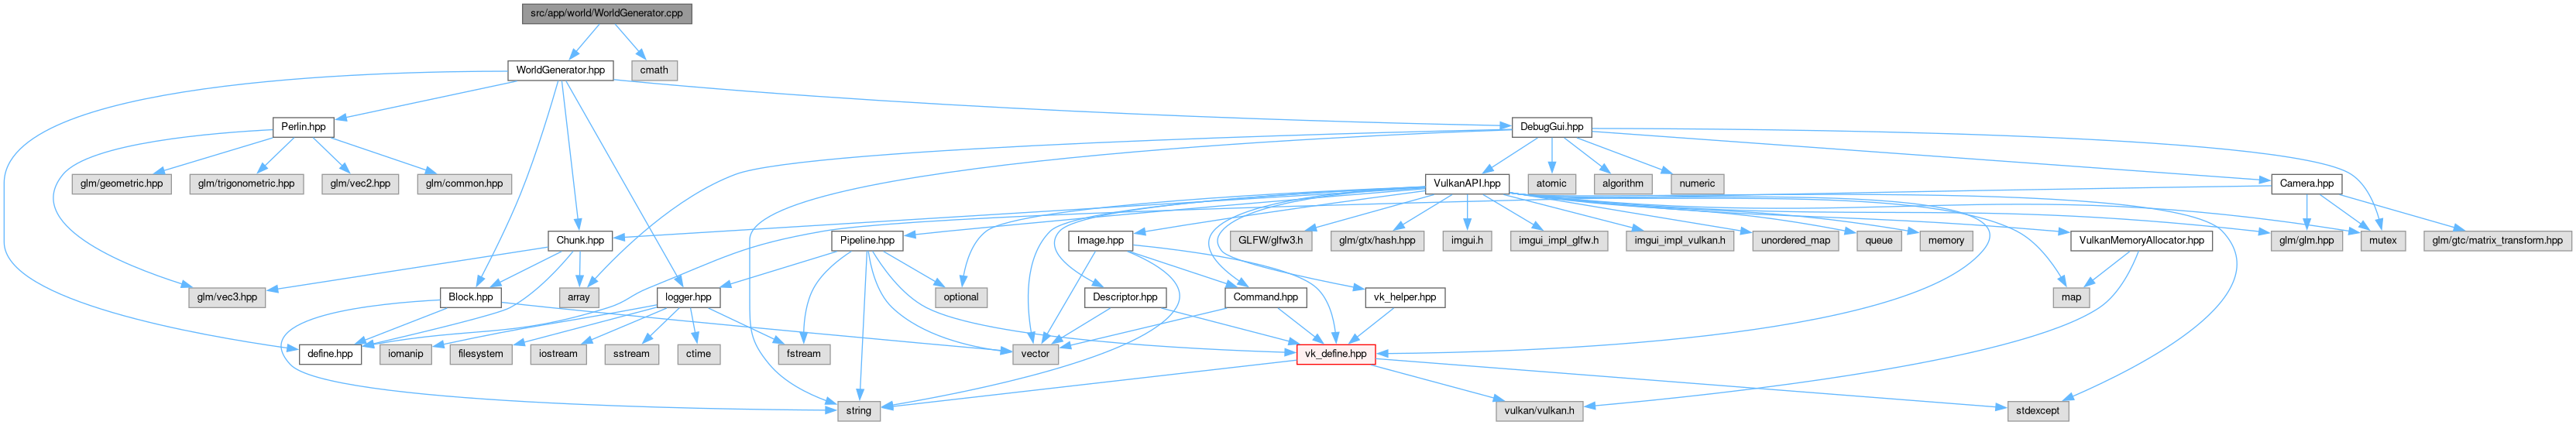 src/app/world/WorldGenerator.cpp
WorldGenerator.hpp
cmath
Perlin.hpp
DebugGui.hpp
glm/geometric.hpp
glm/trigonometric.hpp
glm/vec2.hpp
glm/common.hpp
VulkanAPI.hpp
atomic
algorithm
numeric
Camera.hpp
Chunk.hpp
Pipeline.hpp
Image.hpp
GLFW/glfw3.h
glm/gtx/hash.hpp
imgui.h
imgui_impl_glfw.h
imgui_impl_vulkan.h
unordered_map
queue
memory
VulkanMemoryAllocator.hpp
glm/glm.hpp
mutex
glm/gtc/matrix_transform.hpp
glm/vec3.hpp
Block.hpp
array
logger.hpp
optional
Descriptor.hpp
Command.hpp
vk_helper.hpp
map
define.hpp
iomanip
filesystem
iostream
sstream
ctime
fstream
vector
vk_define.hpp
string
vulkan/vulkan.h
stdexcept